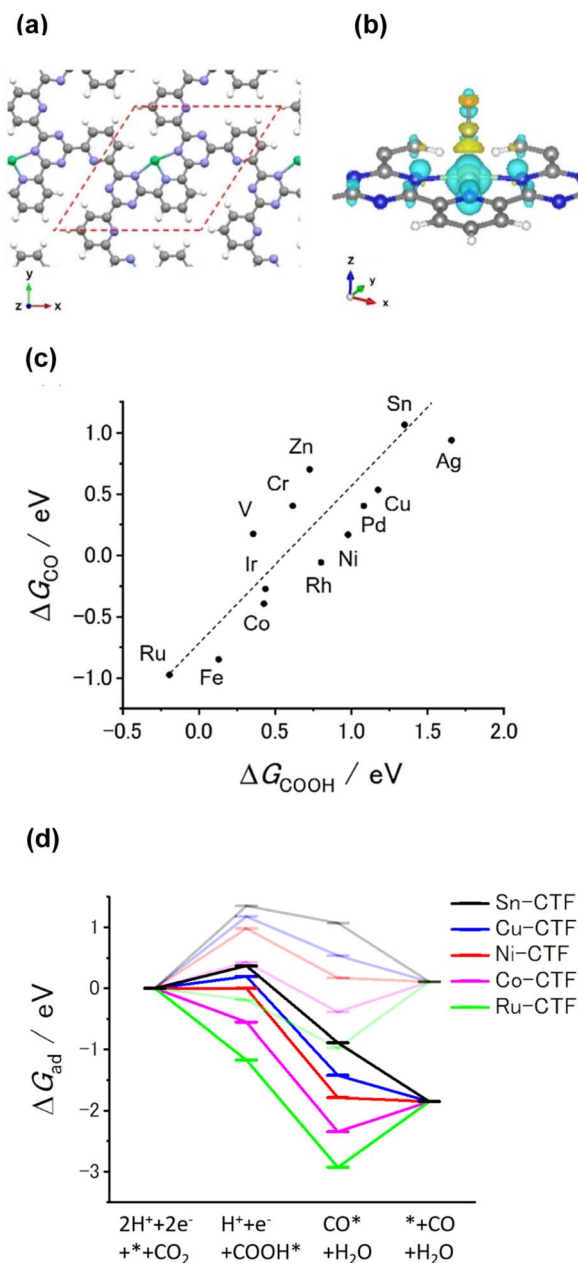 (a)
(b)
y
z
x
z
y
x
(c)
ΔG_CO / eV
1.0
0.5
0.0
−0.5
−1.0
Sn
Ag
Zn
Cr
Cu
Pd
V
Ni
Ir
Rh
Co
Ru
Fe
−0.5 0.0 0.5 1.0 1.5 2.0
ΔG_COOH / eV
(d)
ΔG_ad / eV
1
0
−1
−2
−3
Sn−CTF
Cu−CTF
Ni−CTF
Co−CTF
Ru−CTF
2H⁺+2e⁻ H⁺+e⁻ CO* *+CO
+*+CO₂ +COOH* +H₂O +H₂O